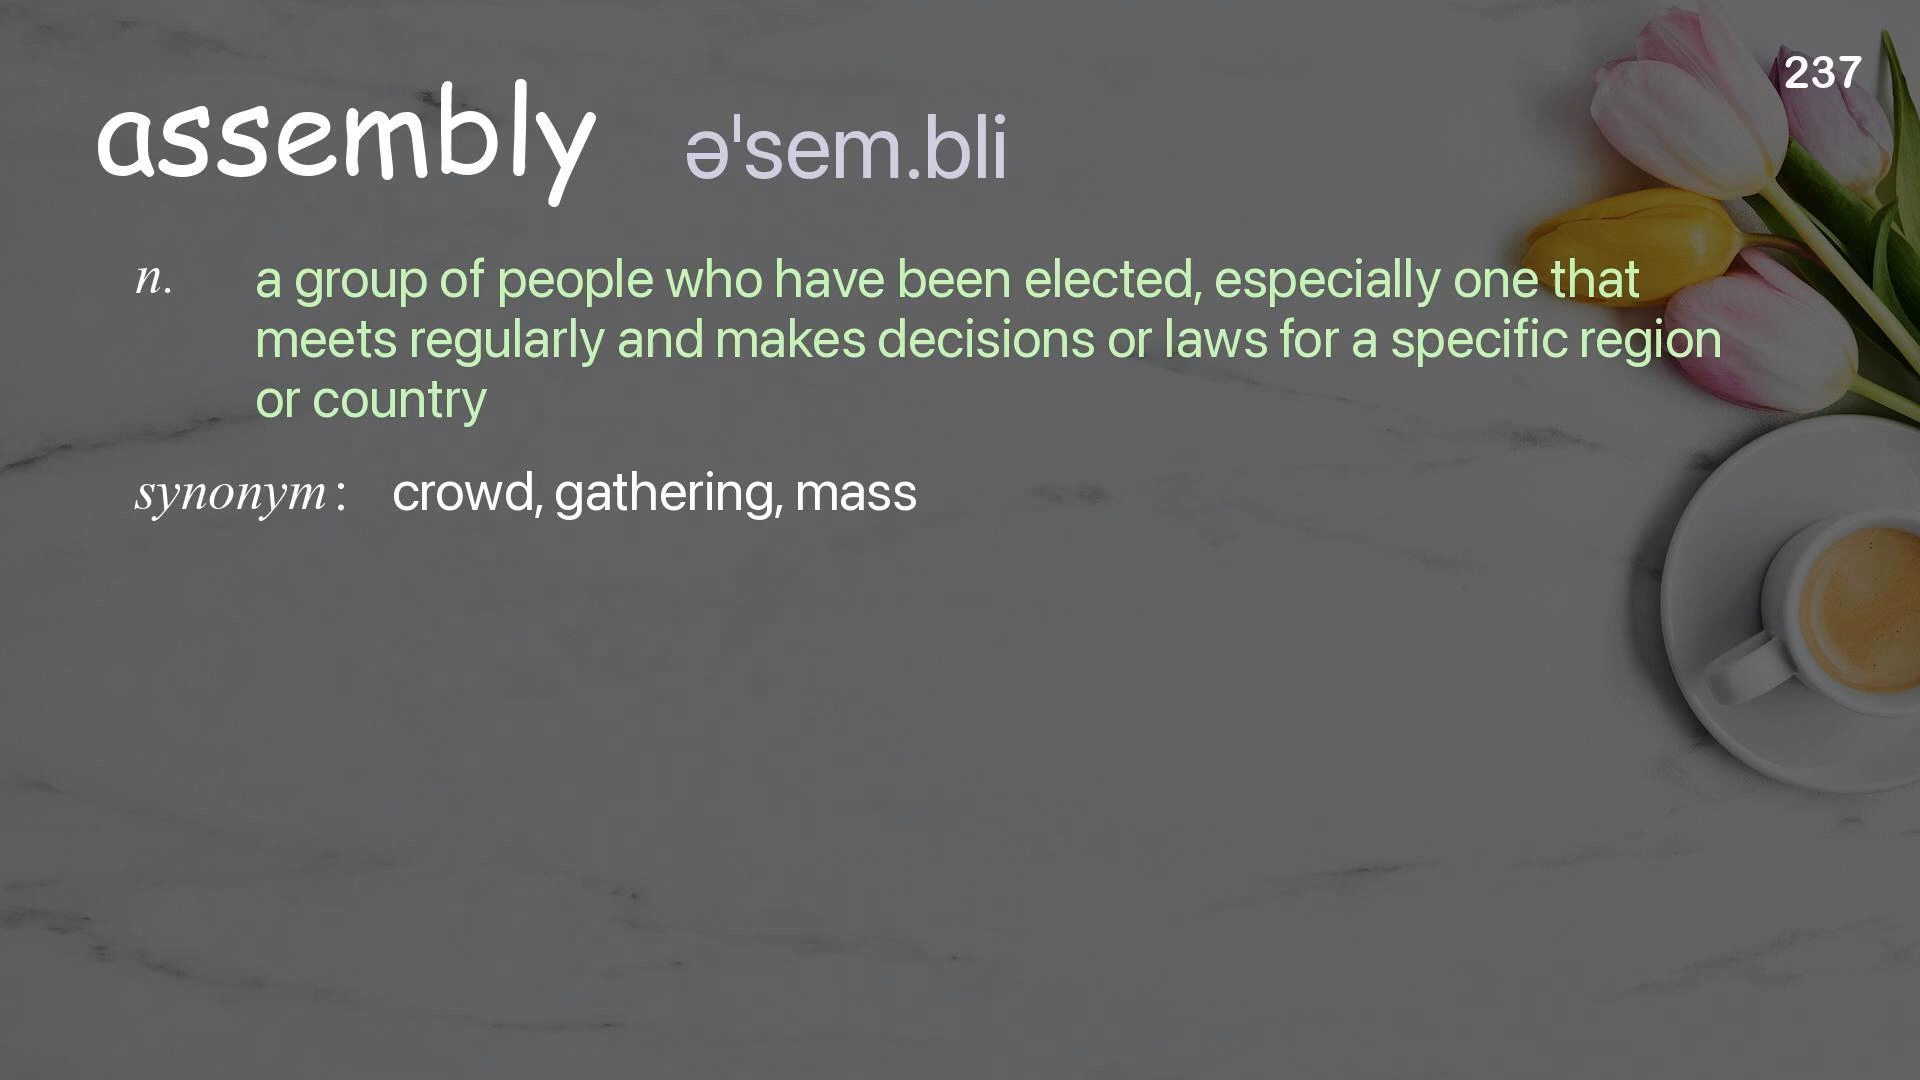 237
assembly əˈsem.bli
n. a group of people who have been elected, especially one that
meets regularly and makes decisions or laws for a specific region
or country
synonym: crowd, gathering, mass